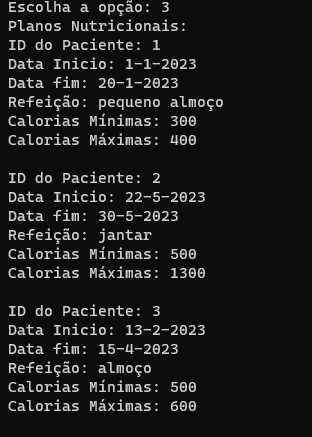 Escolha a opção: 3
Planos Nutricionais:
ID do Paciente: 1
Data Inicio: 1-1-2023
Data fim: 20-1-2023
Refeição: pequeno almoço
Calorias Mínimas: 300
Calorias Máximas: 400

ID do Paciente: 2
Data Inicio: 22-5-2023
Data fim: 30-5-2023
Refeição: jantar
Calorias Mínimas: 500
Calorias Máximas: 1300

ID do Paciente: 3
Data Inicio: 13-2-2023
Data fim: 15-4-2023
Refeição: almoço
Calorias Mínimas: 500
Calorias Máximas: 600